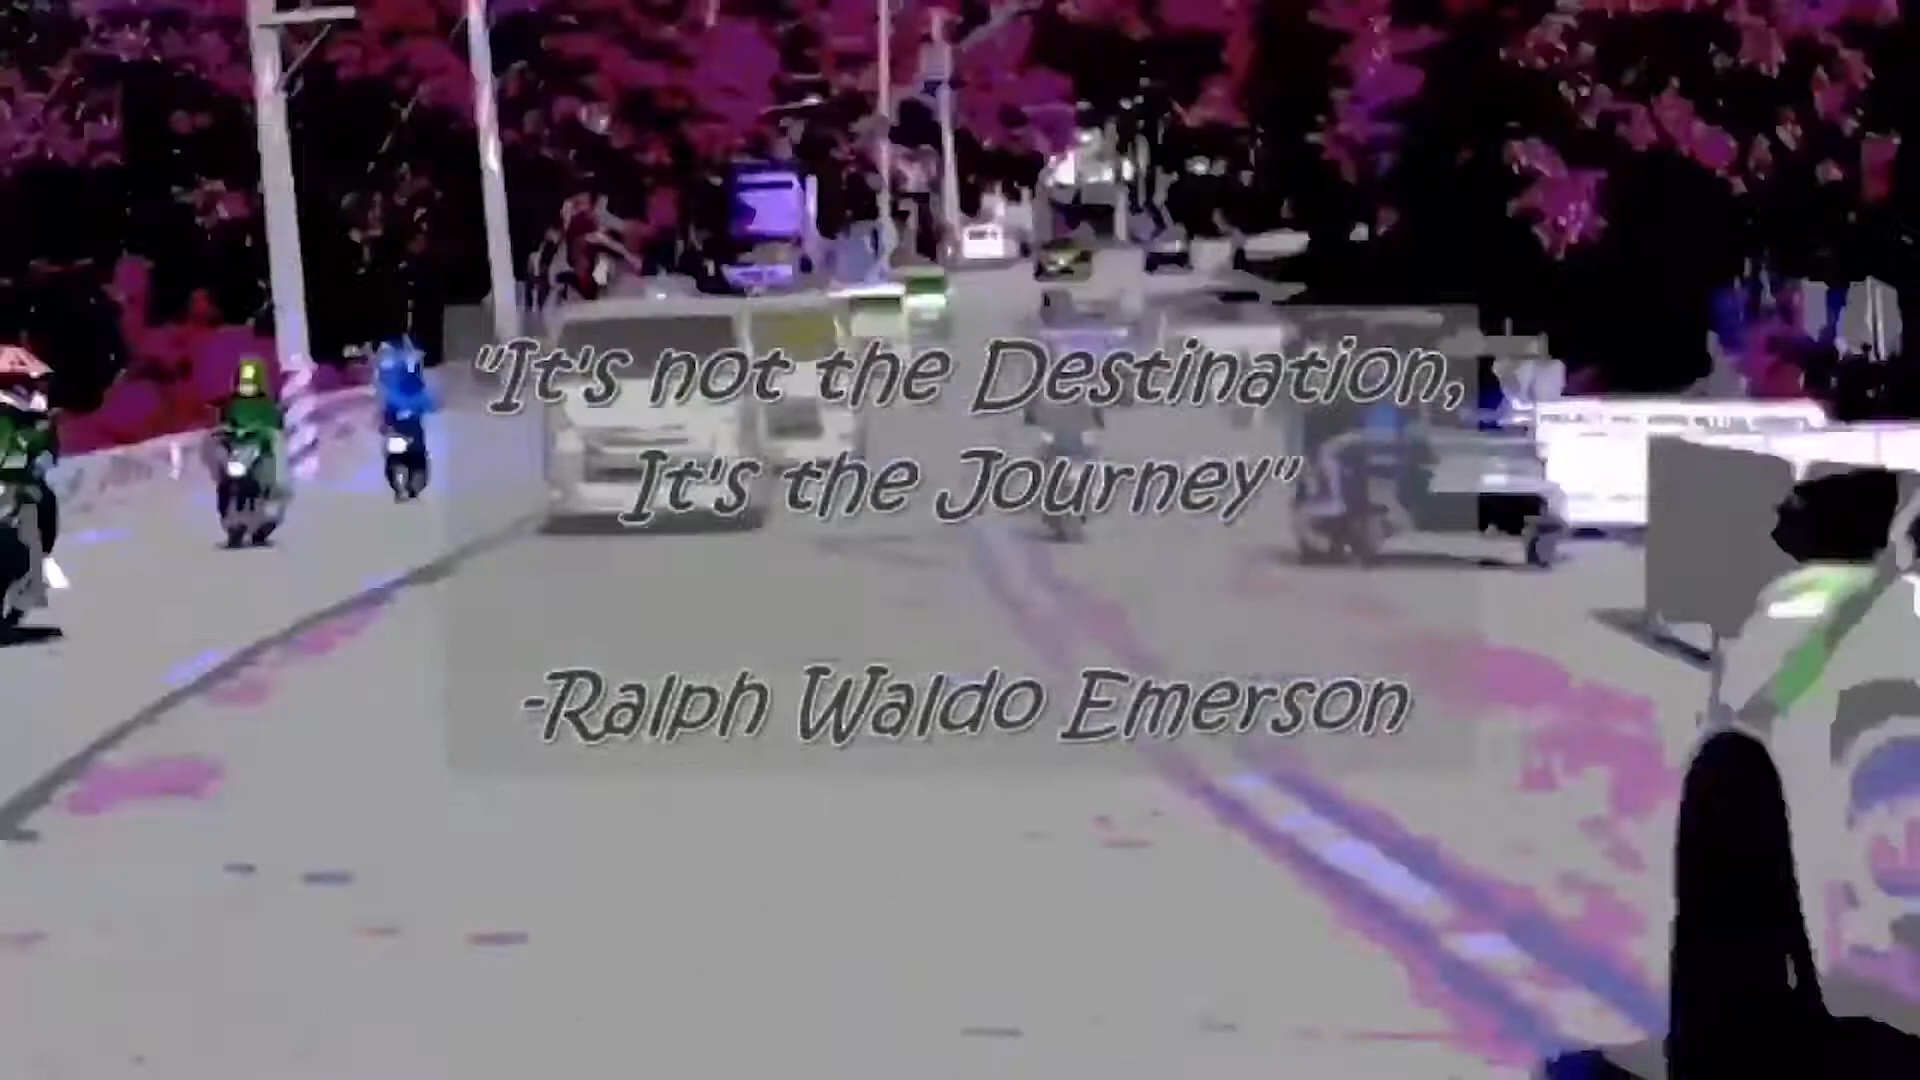 "It's not the Destination,
It's the Journey"
-Ralph Waldo Emerson